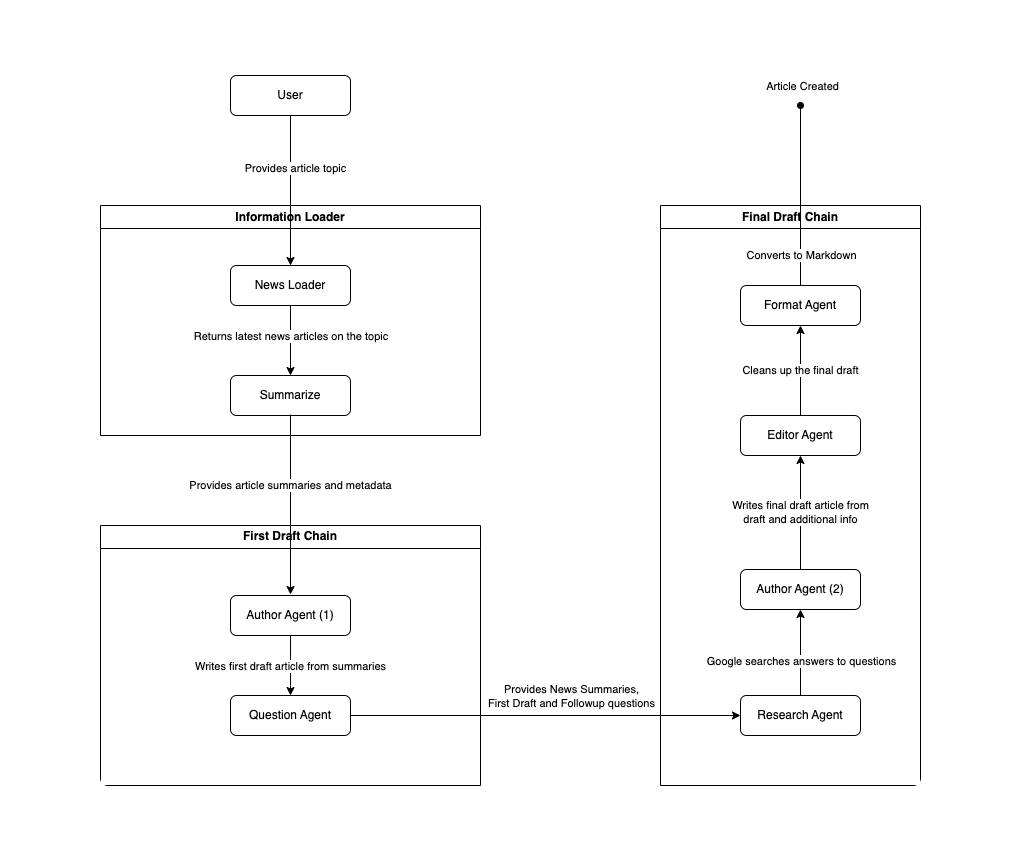 User
Provides article topic
Information Loader
News Loader
Returns latest news articles on the topic
Summarize
Provides article summaries and metadata
First Draft Chain
Author Agent (1)
Writes first draft article from summaries
Question Agent
Provides News Summaries,
First Draft and Followup questions
Article Created
Final Draft Chain
Converts to Markdown
Format Agent
Cleans up the final draft
Editor Agent
Writes final draft article from
draft and additional info
Author Agent (2)
Google searches answers to questions
Research Agent